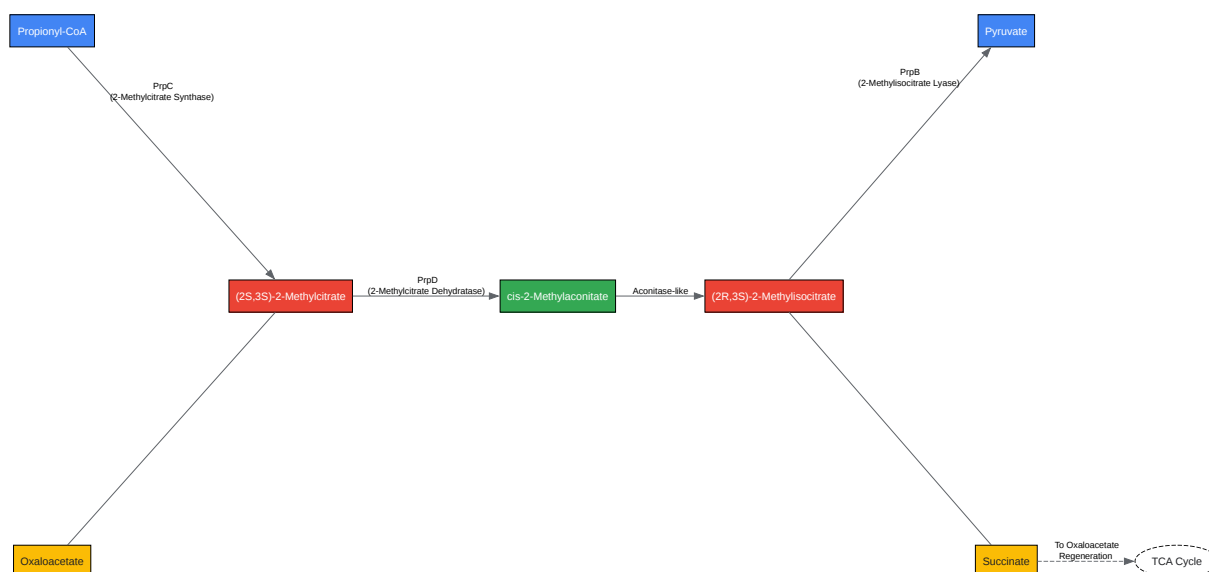 Propionyl-CoA
Pyruvate
PrpC
(2-Methylcitrate Synthase)
PrpB
(2-Methylisocitrate Lyase)
(2S,3S)-2-Methylcitrate
PrpD
(2-Methylcitrate Dehydratase)
cis-2-Methylaconitate
Aconitase-like
(2R,3S)-2-Methylisocitrate
Oxaloacetate
Succinate
To Oxaloacetate
Regeneration
TCA Cycle